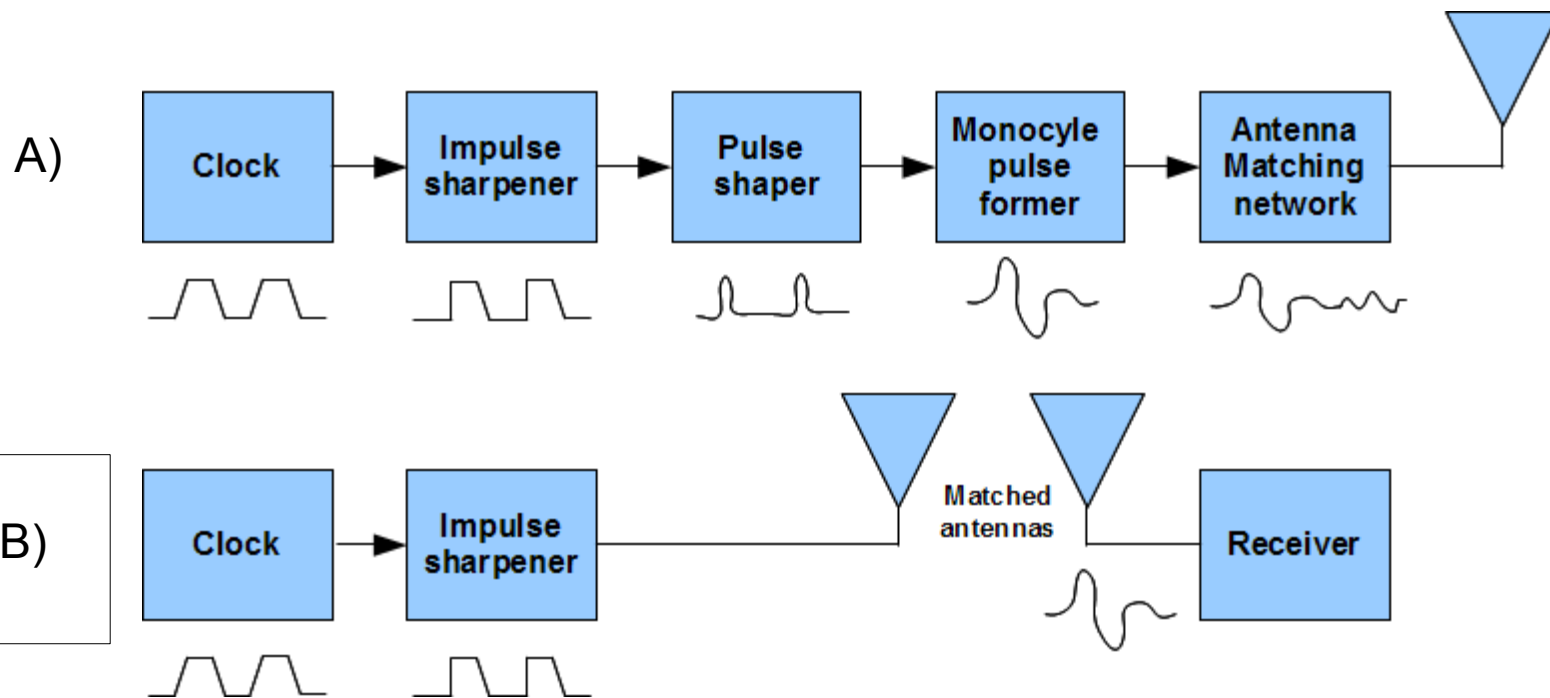 A)
Clock
Impulse
sharpener
Pulse
shaper
Monocyle
pulse
former
Antenna
Matching
network
B)
Clock
Impulse
sharpener
Matched
antennas
Receiver